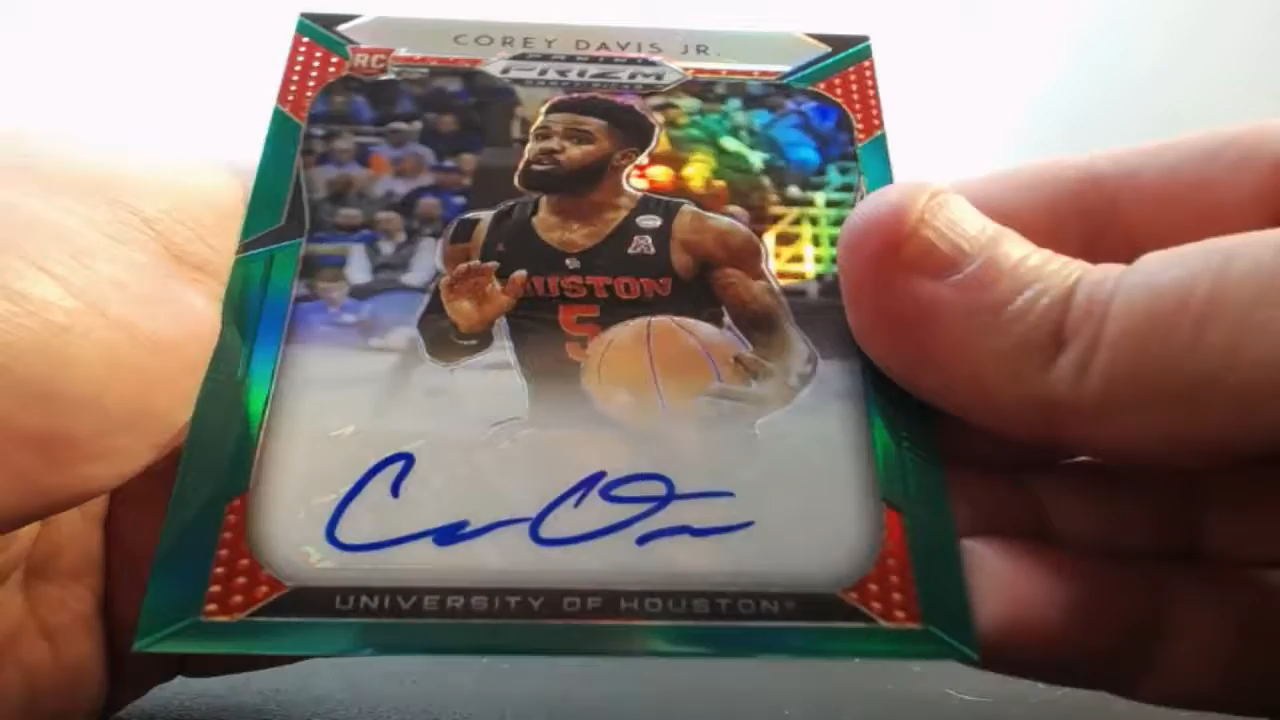 COREY DAVIS JR.
RC
PANINI
PRIZM
DRAFT PICKS
A
HOUSTON
5
UNIVERSITY OF HOUSTON®